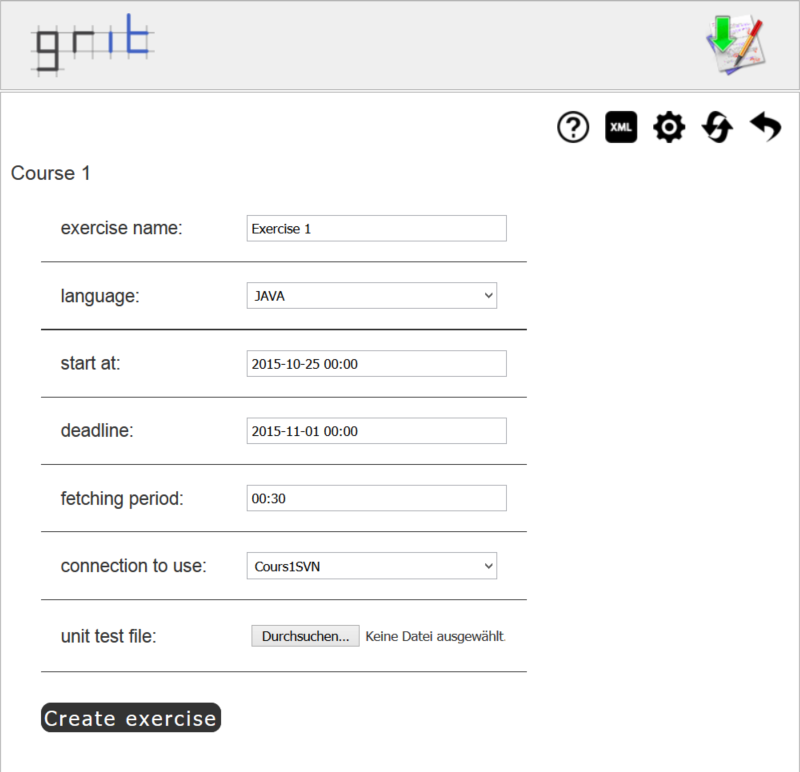 grit
? XML
Course 1
exercise name: Exercise 1
language: JAVA
start at: 2015-10-25 00:00
deadline: 2015-11-01 00:00
fetching period: 00:30
connection to use: Cours1SVN
unit test file: Durchsuchen... Keine Datei ausgewählt.
Create exercise